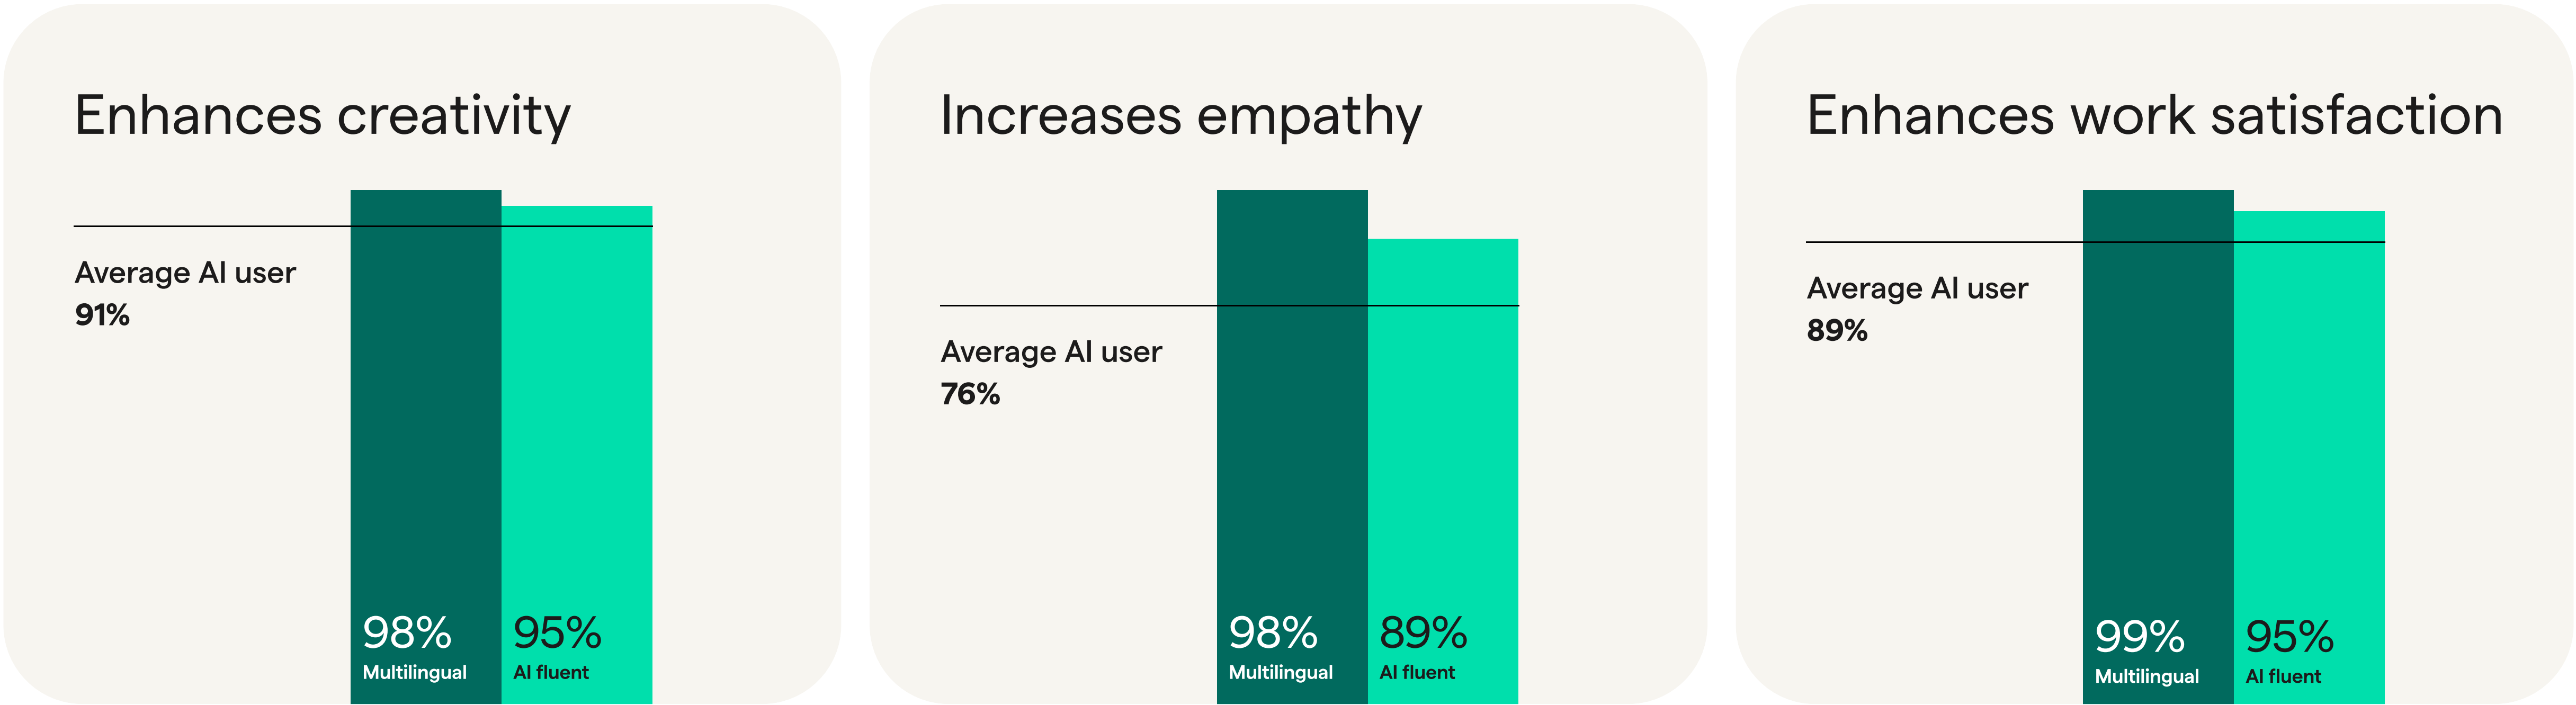 Enhances creativity
Average AI user
91%
98%
Multilingual
95%
AI fluent
Increases empathy
Average AI user
76%
98%
Multilingual
89%
AI fluent
Enhances work satisfaction
Average AI user
89%
99%
Multilingual
95%
AI fluent